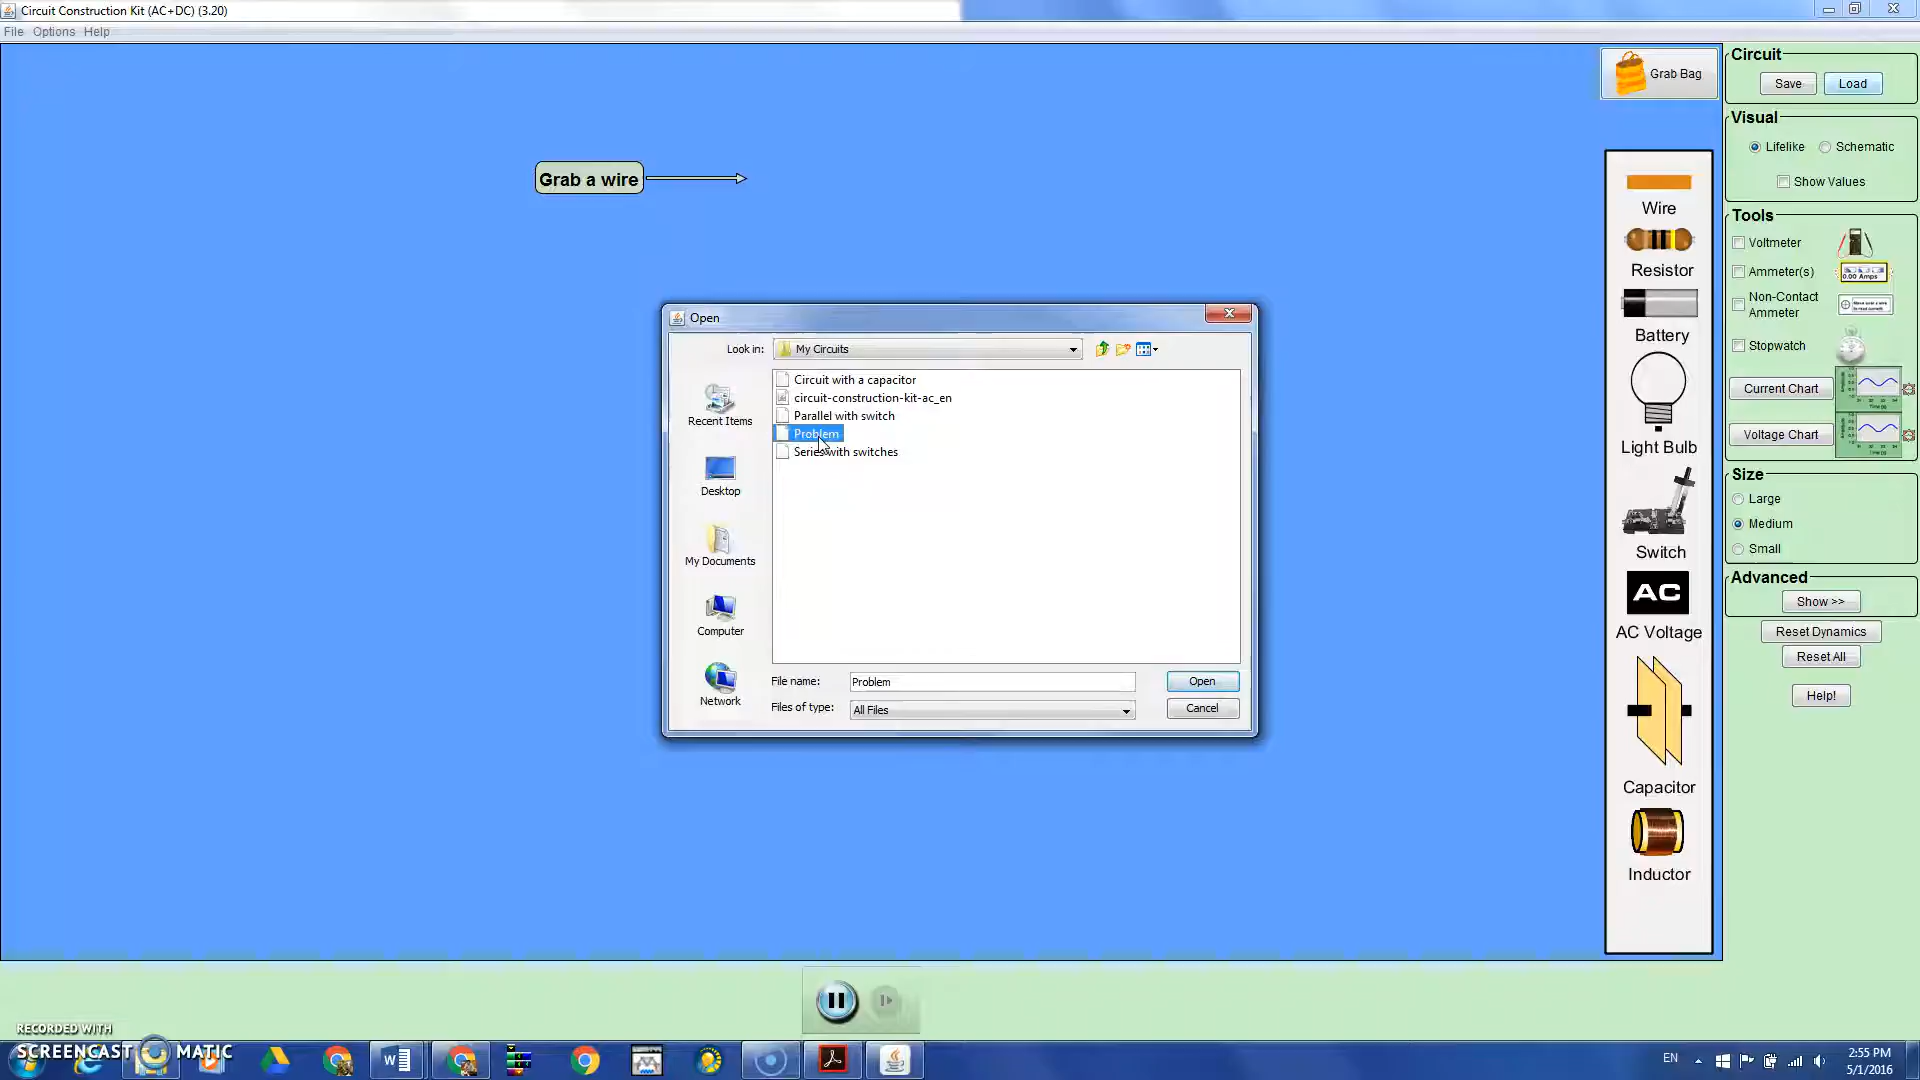 Circuit Construction Kit (AC+DC) (3.20)
File Options Help
Grab a wire
Grab Bag
Wire
Resistor
Battery
Light Bulb
Switch
AC
AC Voltage
Capacitor
Inductor
Circuit
Save Load
Visual
Lifelike Schematic
Show Values
Tools
Voltmeter
Ammeter(s)
0.00 Amps
Non-Contact
Ammeter
Stopwatch
Current Chart
Voltage Chart
Size
Large
Medium
Small
Advanced
Show >>
Reset Dynamics
Reset All
Help!
Open
Look in: My Circuits
Recent Items
Desktop
My Documents
Computer
Network
Circuit with a capacitor
circuit-construction-kit-ac_en
Parallel with switch
Problem
Series with switches
File name: Problem Open
Files of type: All Files Cancel
RECORDED WITH
SCREENCAST MATIC
EN
2:55 PM
5/1/2016